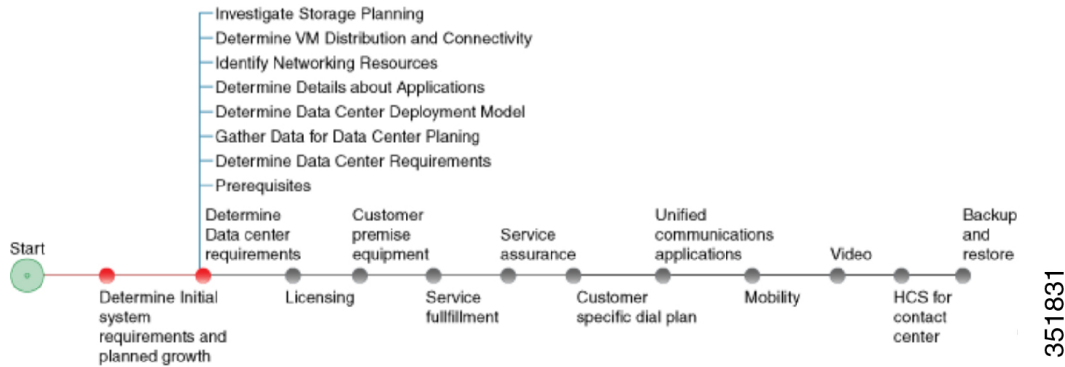 Investigate Storage Planning
Determine VM Distribution and Connectivity
Identify Networking Resources
Determine Details about Applications
Determine Data Center Deployment Model
Gather Data for Data Center Planing
Determine Data Center Requirements
Prerequisites
Start
Determine Initial
system
requirements and
planned growth
Determine
Data center
requirements
Licensing
Customer
premise
equipment
Service
fullfillment
Service
assurance
Customer
specific dial plan
Unified
communications
applications
Mobility
Video
HCS for
contact
center
Backup
and
restore
351831